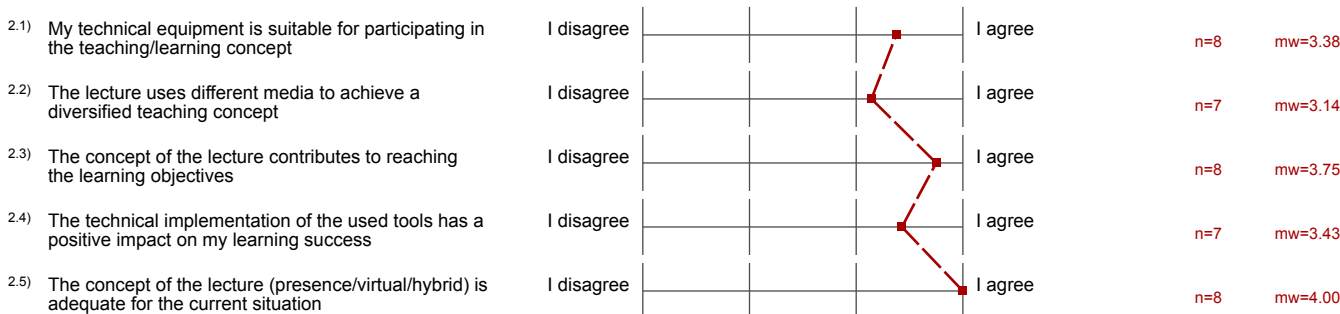 2.1) My technical equipment is suitable for participating in
the teaching/learning concept
I disagree I agree n=8 mw=3.38
2.2) The lecture uses different media to achieve a
diversified teaching concept
I disagree I agree n=7 mw=3.14
2.3) The concept of the lecture contributes to reaching
the learning objectives
I disagree I agree n=8 mw=3.75
2.4) The technical implementation of the used tools has a
positive impact on my learning success
I disagree I agree n=7 mw=3.43
2.5) The concept of the lecture (presence/virtual/hybrid) is
adequate for the current situation
I disagree I agree n=8 mw=4.00